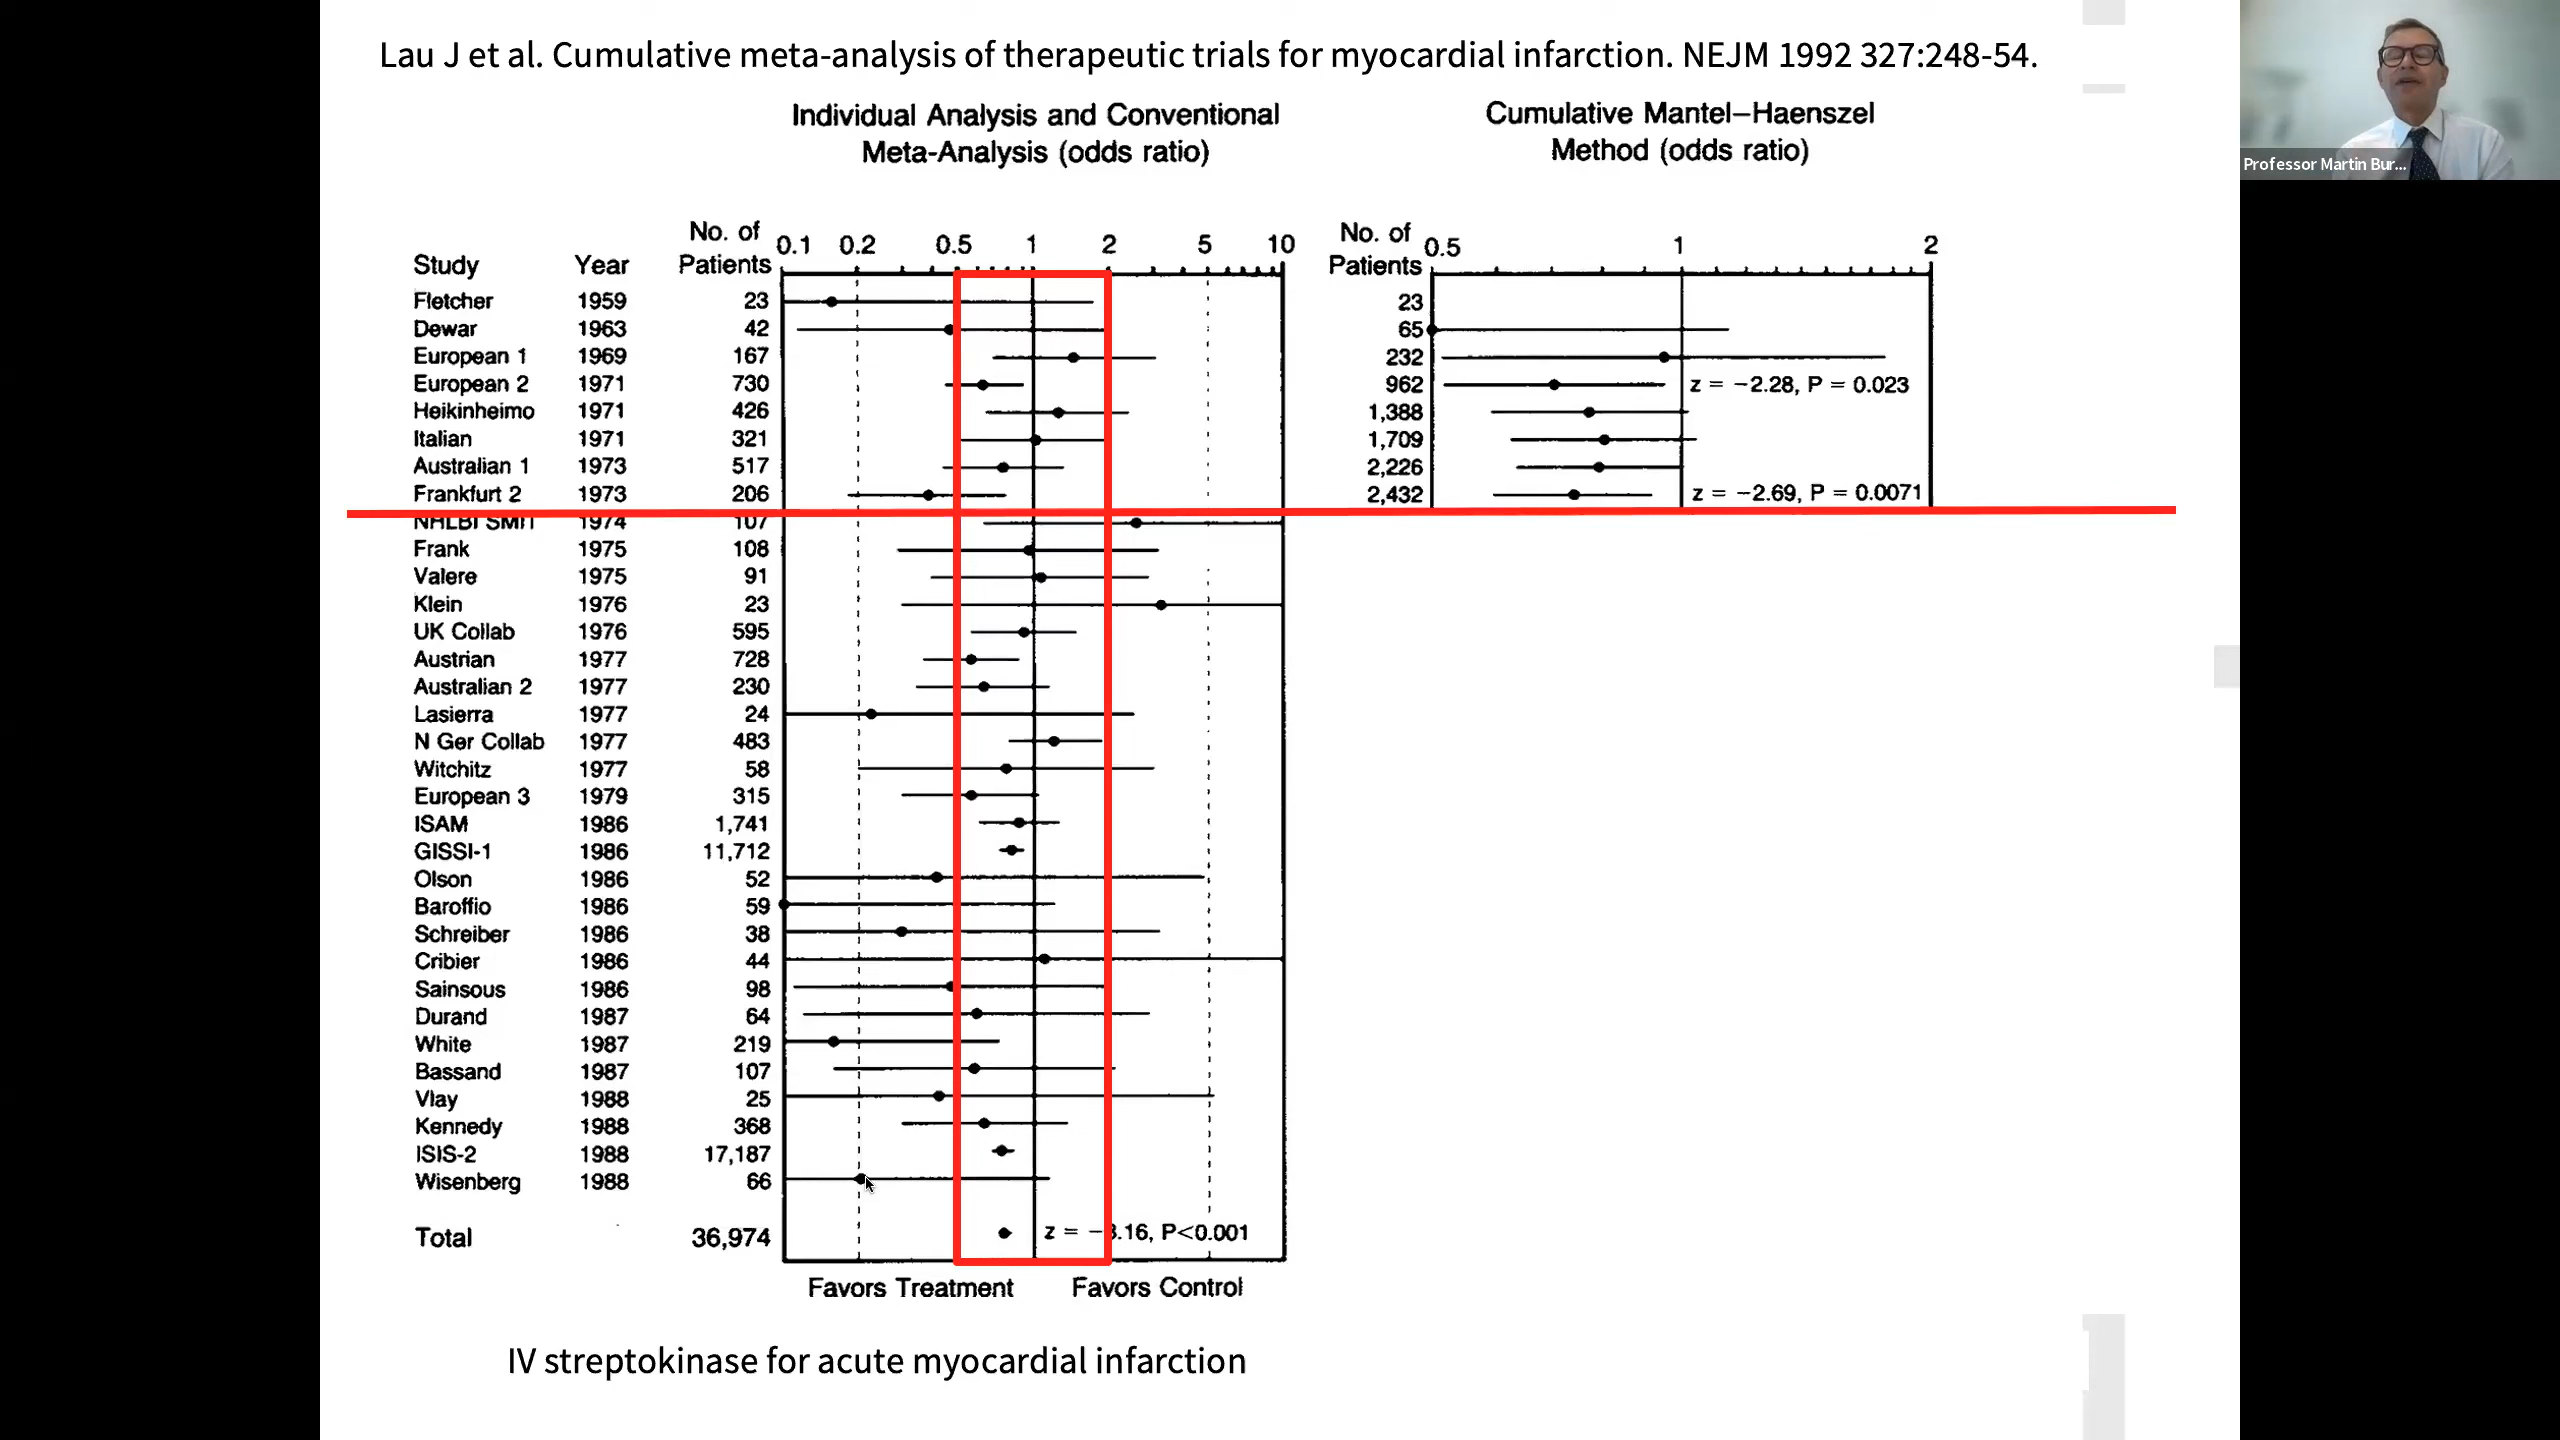 Lau J et al. Cumulative meta-analysis of therapeutic trials for myocardial infarction. NEJM 1992 327:248-54.
Professor Martin Bur...
Individual Analysis and Conventional
Meta-Analysis (odds ratio)
Cumulative Mantel–Haenszel
Method (odds ratio)
Study Year No. of Patients 0.1 0.2 0.5 1 2 5 10 No. of Patients 0.5 1 2
Fletcher 1959 23 23
Dewar 1963 42 65
European 1 1969 167 232
European 2 1971 730 962 z = −2.28, P = 0.023
Heikinheimo 1971 426 1,388
Italian 1971 321 1,709
Australian 1 1973 517 2,226
Frankfurt 2 1973 206 2,432 z = −2.69, P = 0.0071
NHLBI SMIT 1974 107
Frank 1975 108
Valere 1975 91
Klein 1976 23
UK Collab 1976 595
Austrian 1977 728
Australian 2 1977 230
Lasierra 1977 24
N Ger Collab 1977 483
Witchitz 1977 58
European 3 1979 315
ISAM 1986 1,741
GISSI-1 1986 11,712
Olson 1986 52
Baroffio 1986 59
Schreiber 1986 38
Cribier 1986 44
Sainsous 1986 98
Durand 1987 64
White 1987 219
Bassand 1987 107
Vlay 1988 25
Kennedy 1988 368
ISIS-2 1988 17,187
Wisenberg 1988 66
Total 36,974 z = −8.16, P<0.001
Favors Treatment Favors Control
IV streptokinase for acute myocardial infarction